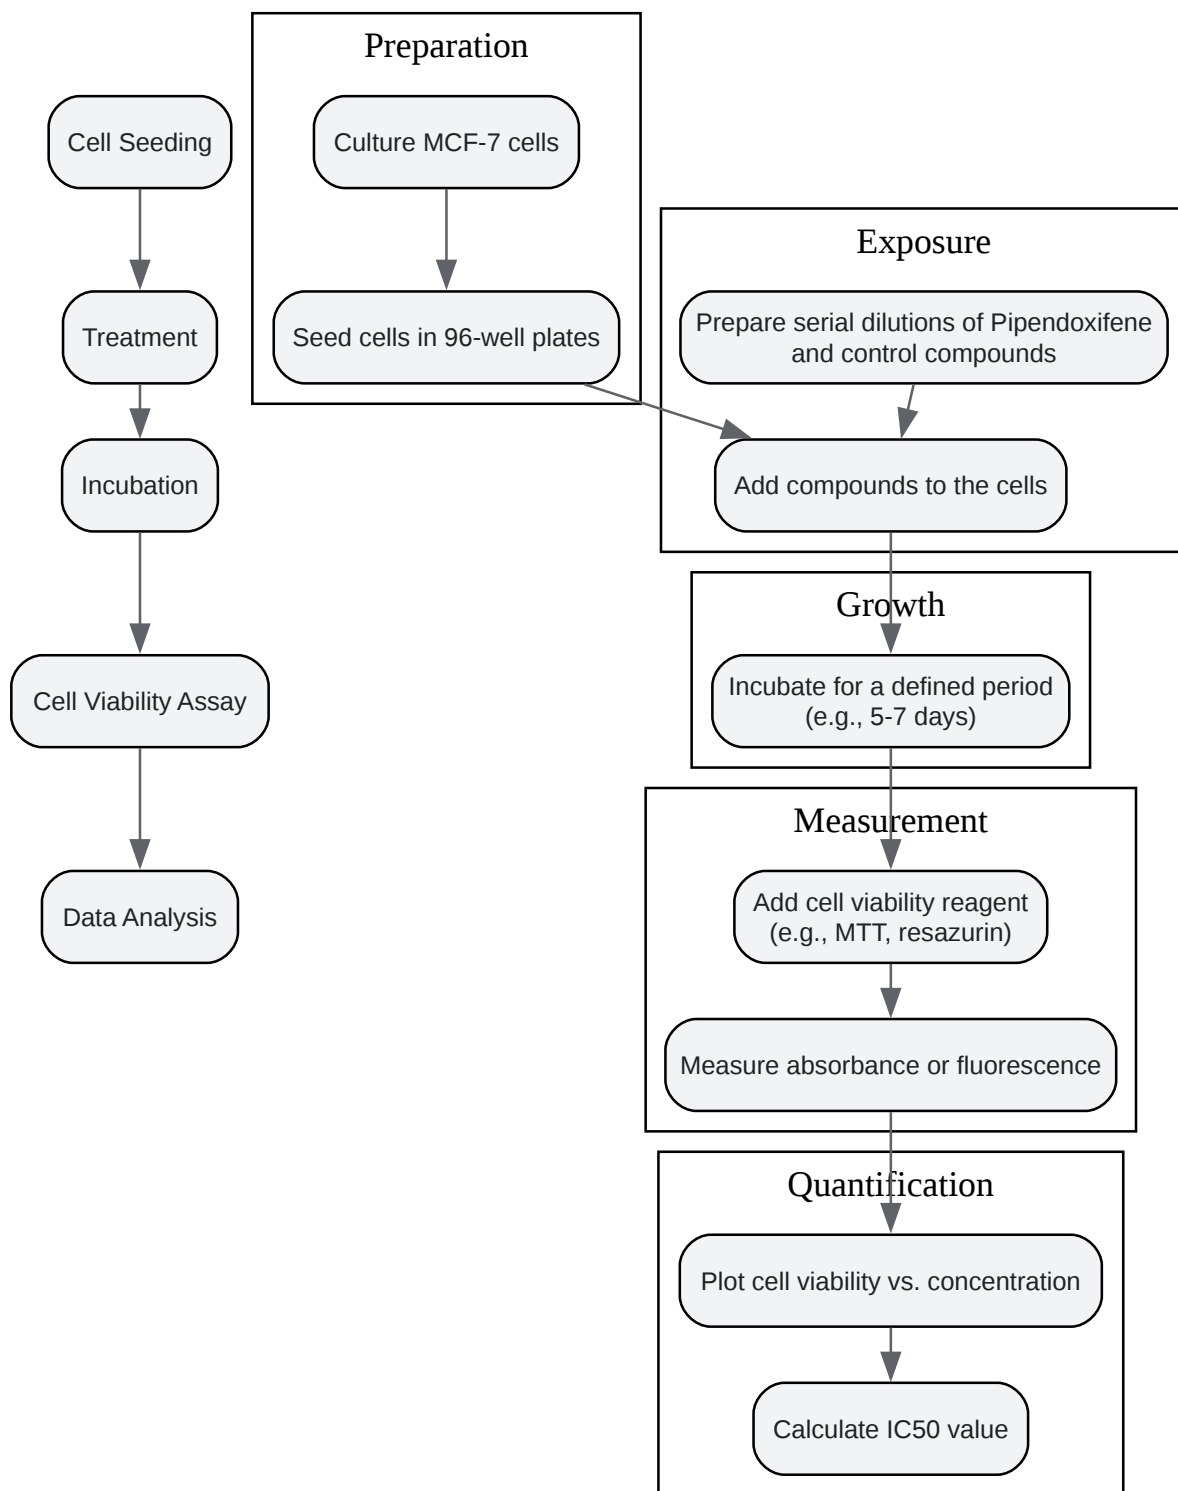 Cell Seeding
Treatment
Incubation
Cell Viability Assay
Data Analysis
Preparation
Culture MCF-7 cells
Seed cells in 96-well plates
Exposure
Prepare serial dilutions of Pipendoxifene
and control compounds
Add compounds to the cells
Growth
Incubate for a defined period
(e.g., 5-7 days)
Measurement
Add cell viability reagent
(e.g., MTT, resazurin)
Measure absorbance or fluorescence
Quantification
Plot cell viability vs. concentration
Calculate IC50 value